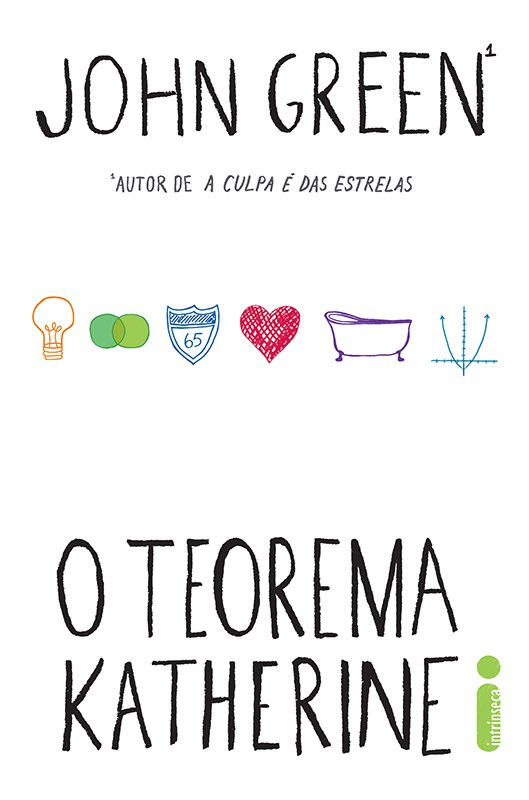 JOHN GREEN¹
¹AUTOR DE A CULPA É DAS ESTRELAS
65
O TEOREMA
KATHERINE
intrínseca